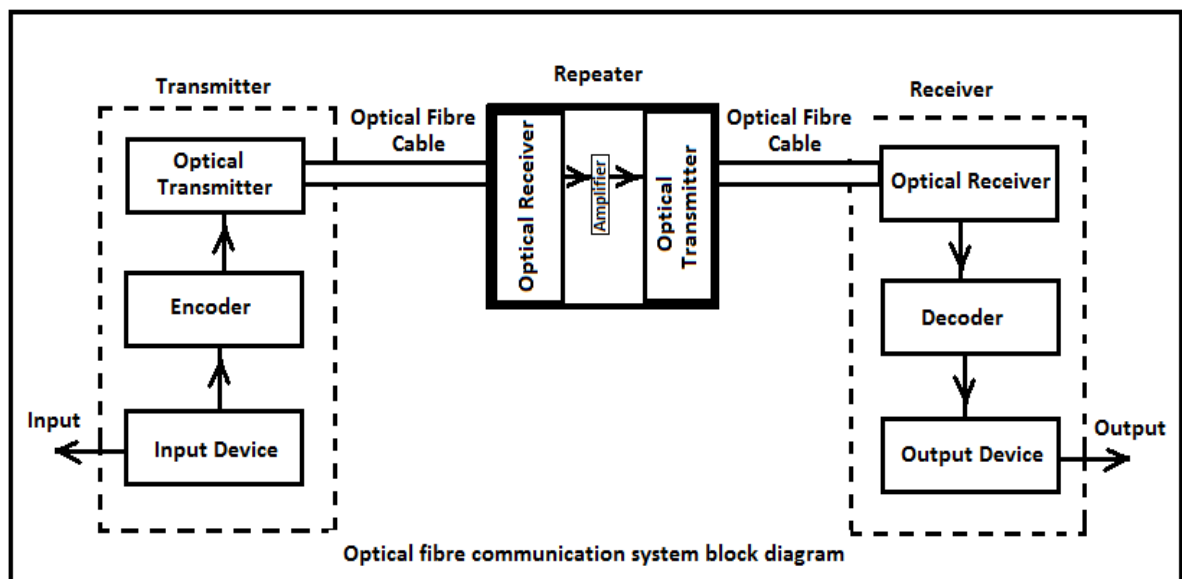 Transmitter
Optical
Transmitter
Encoder
Input
Input Device
Optical Fibre
Cable
Repeater
Optical Receiver
Amplifier
Optical
Transmitter
Optical Fibre
Cable
Receiver
Optical Receiver
Decoder
Output Device
Output
Optical fibre communication system block diagram